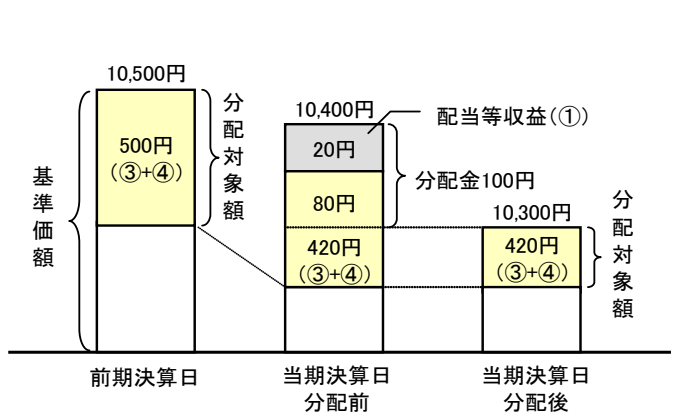 10,500円
500円
(③+④)
分配対象額
基準価額
前期決算日
10,400円
配当等収益(①)
20円
80円
分配金100円
420円
(③+④)
当期決算日
分配前
10,300円
420円
(③+④)
分配対象額
当期決算日
分配後